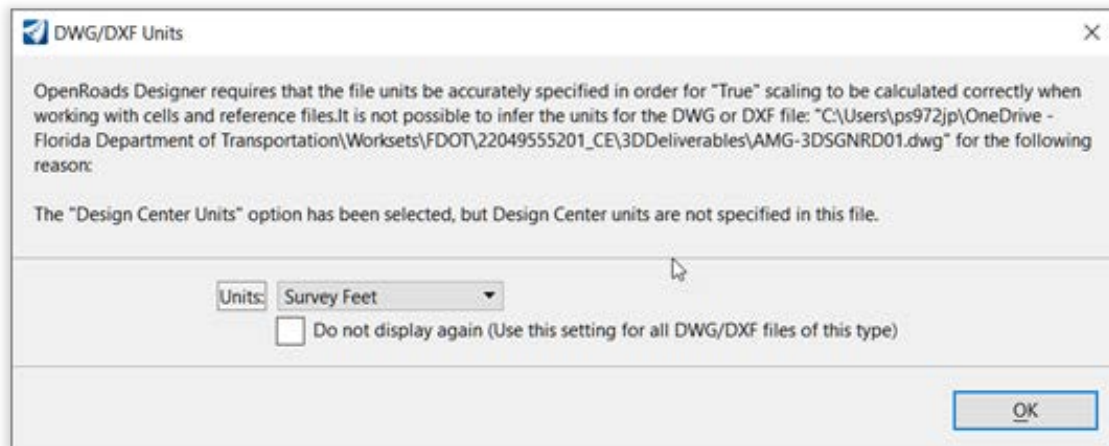 DWG/DXF Units
OpenRoads Designer requires that the file units be accurately specified in order for "True" scaling to be calculated correctly when
working with cells and reference files.It is not possible to infer the units for the DWG or DXF file: "C:\Users\ps972jp\OneDrive -
Florida Department of Transportation\Worksets\FDOT\22049555201_CE\3DDeliverables\AMG-3DSGNRD01.dwg" for the following
reason:
The "Design Center Units" option has been selected, but Design Center units are not specified in this file.
Units: Survey Feet
Do not display again (Use this setting for all DWG/DXF files of this type)
OK